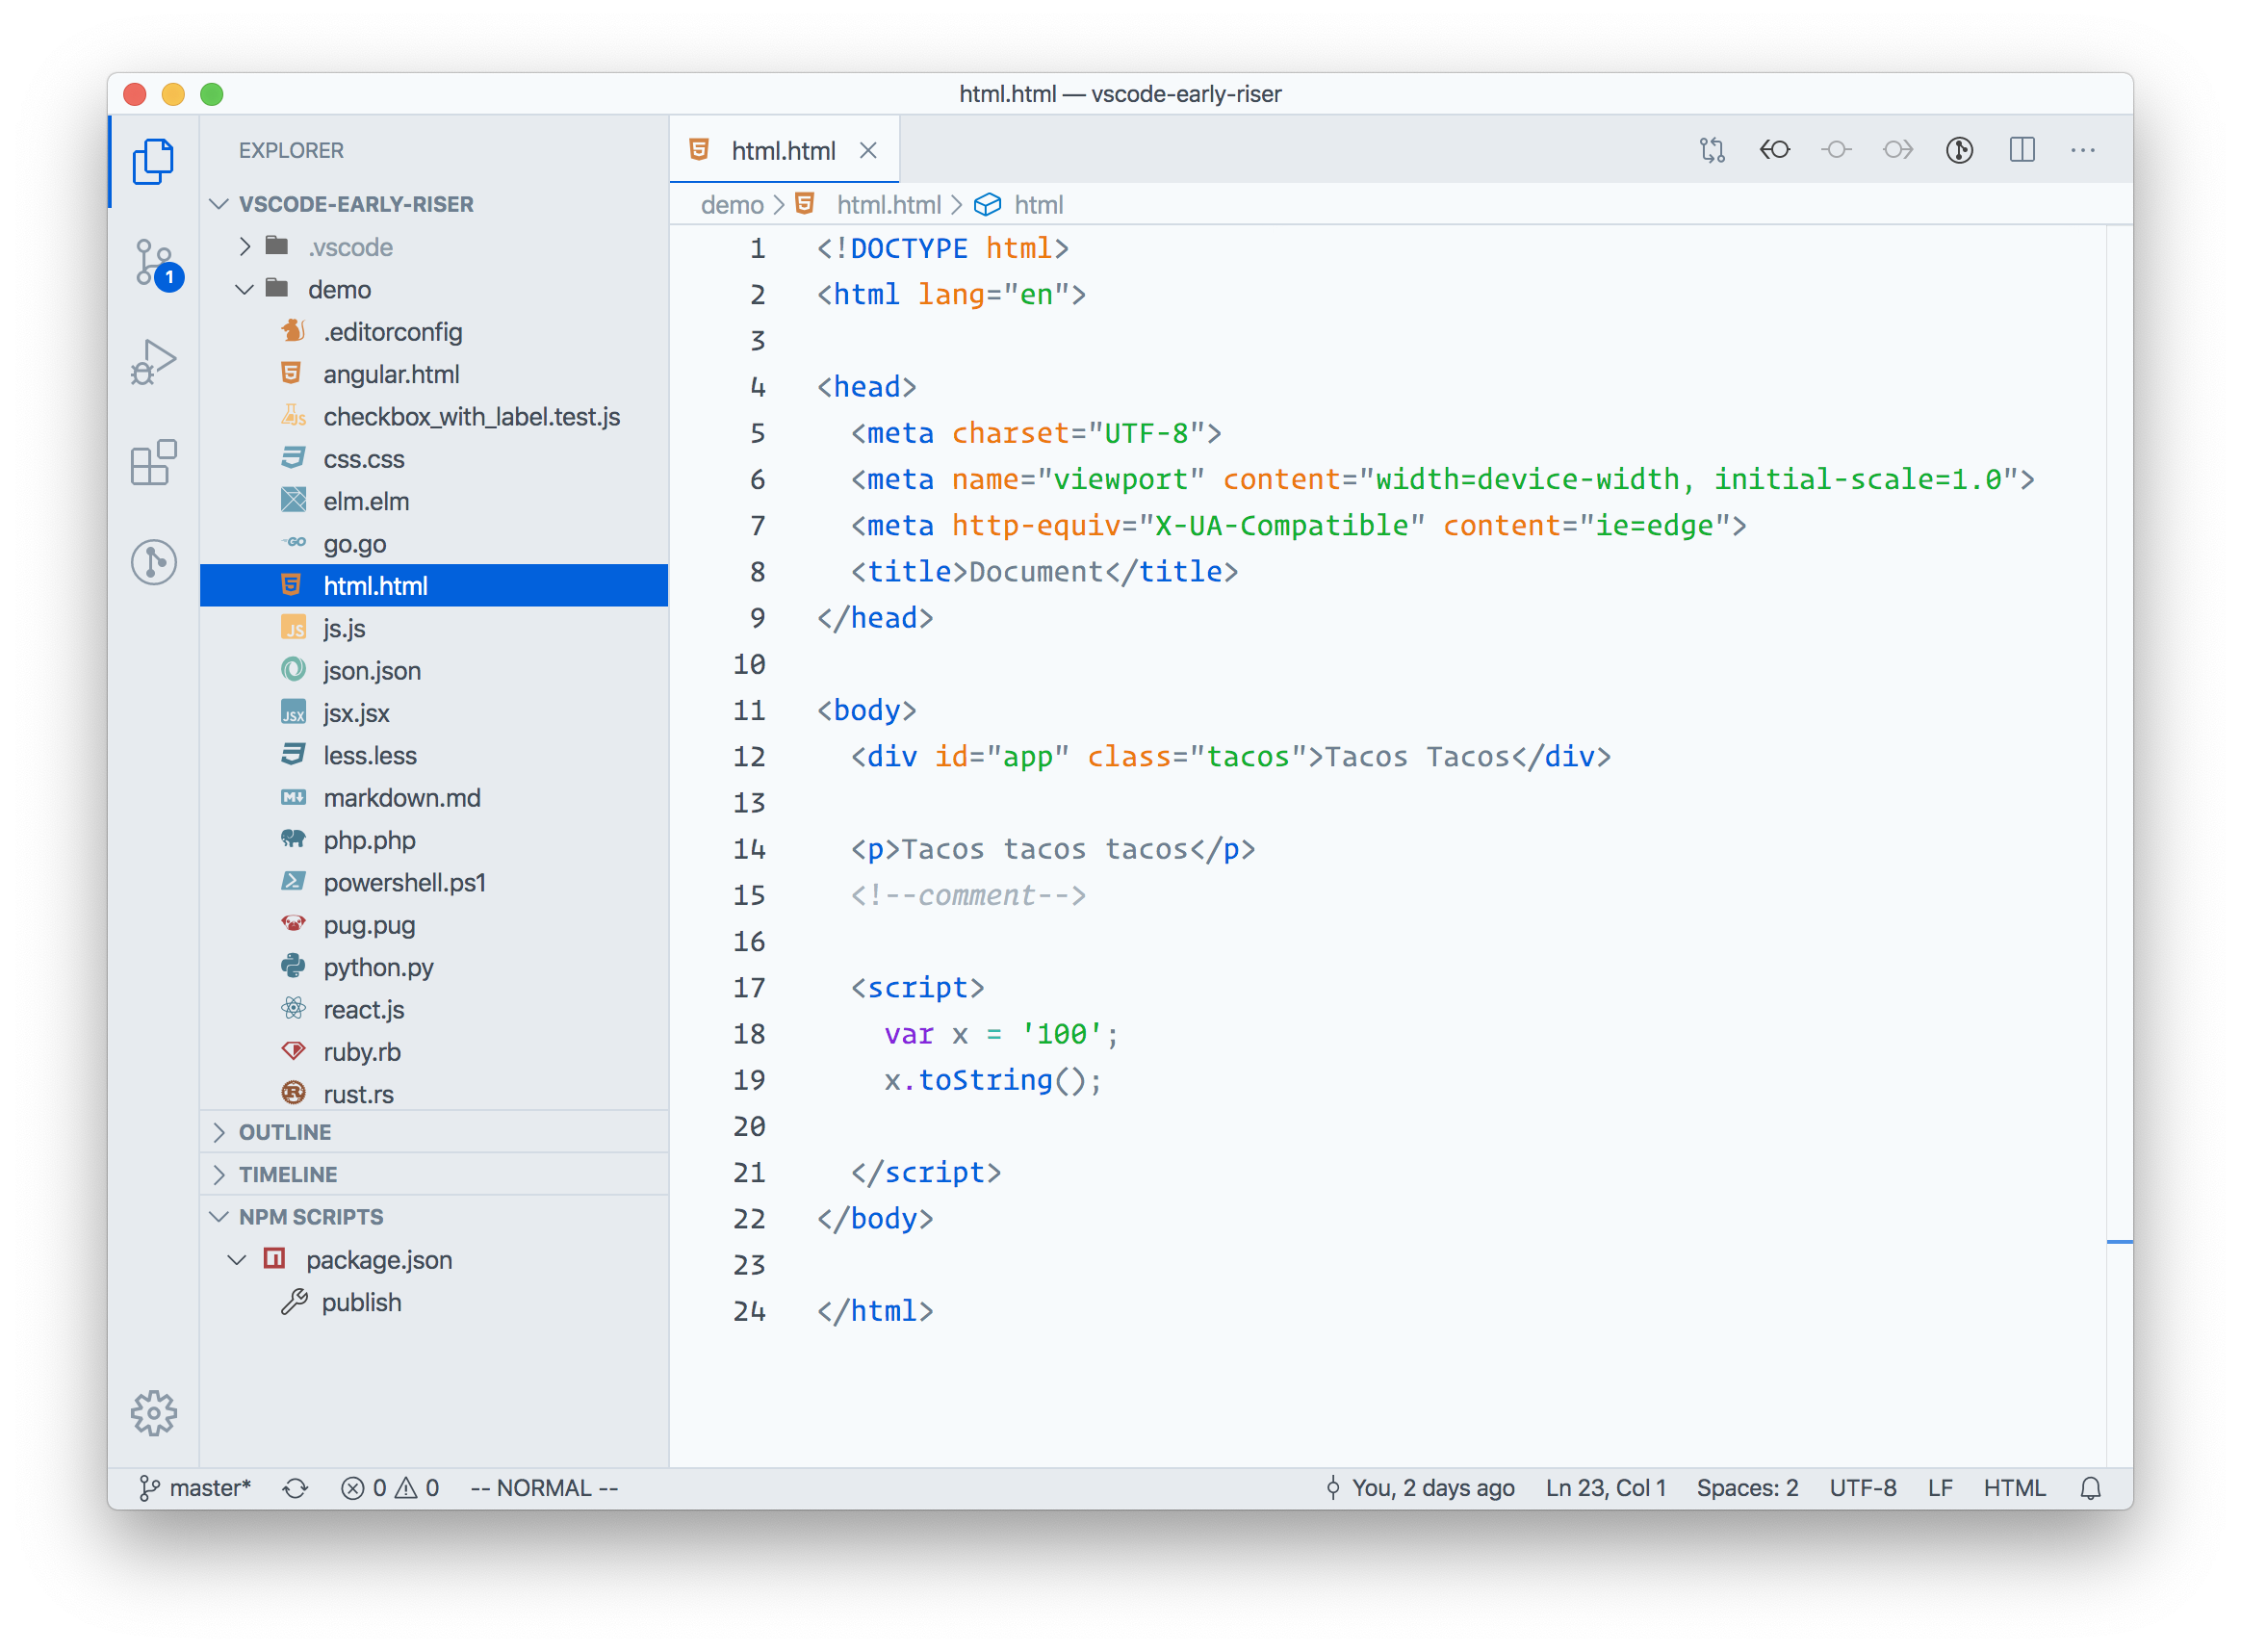 html.html — vscode-early-riser
EXPLORER
VSCODE-EARLY-RISER
.vscode
demo
.editorconfig
angular.html
checkbox_with_label.test.js
css.css
elm.elm
go.go
html.html
js.js
json.json
jsx.jsx
less.less
markdown.md
php.php
powershell.ps1
pug.pug
python.py
react.js
ruby.rb
rust.rs
OUTLINE
TIMELINE
NPM SCRIPTS
package.json
publish
1
html.html
demo > html.html > html
1 <!DOCTYPE html>
2 <html lang="en">
3
4 <head>
5   <meta charset="UTF-8">
6   <meta name="viewport" content="width=device-width, initial-scale=1.0">
7   <meta http-equiv="X-UA-Compatible" content="ie=edge">
8   <title>Document</title>
9 </head>
10
11 <body>
12   <div id="app" class="tacos">Tacos Tacos</div>
13
14   <p>Tacos tacos tacos</p>
15   <!--comment-->
16
17   <script>
18     var x = '100';
19     x.toString();
20
21   </script>
22 </body>
23
24 </html>
master* 0 0 -- NORMAL -- You, 2 days ago Ln 23, Col 1 Spaces: 2 UTF-8 LF HTML